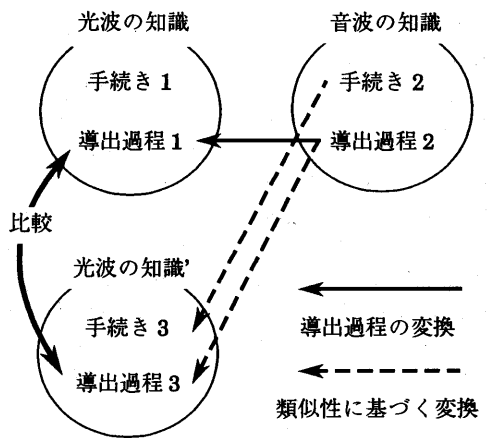 光波の知識
音波の知識
手続き1
手続き2
導出過程1
導出過程2
比較
光波の知識'
手続き3
導出過程3
導出過程の変換
類似性に基づく変換